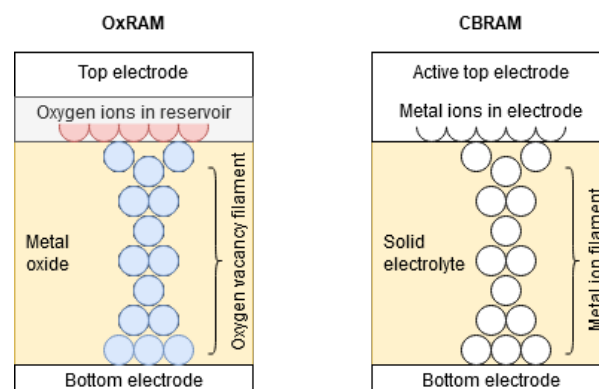 OxRAM
Top electrode
Oxygen ions in reservoir
Metal
oxide
Oxygen vacancy filament
Bottom electrode
CBRAM
Active top electrode
Metal ions in electrode
Solid
electrolyte
Metal ion filament
Bottom electrode